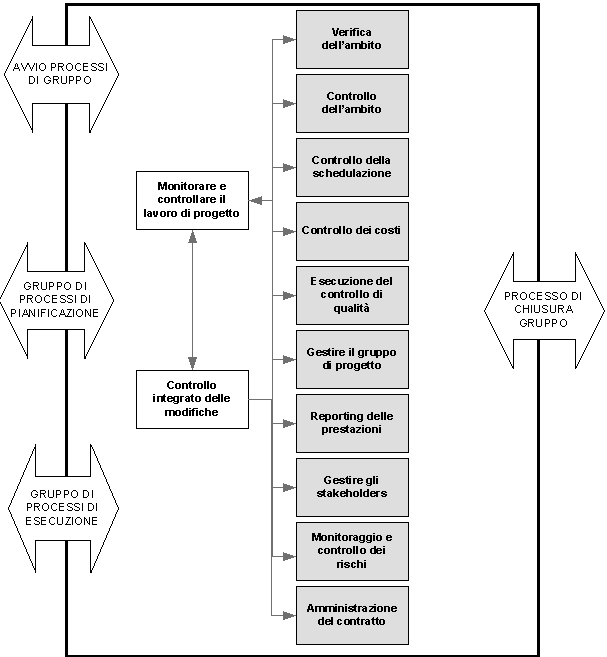 AVVIO PROCESSI
DI GRUPPO
GRUPPO DI
PROCESSI DI
PIANIFICAZIONE
GRUPPO DI
PROCESSI DI
ESECUZIONE
Monitorare e
controllare il
lavoro di progetto
Controllo
integrato delle
modifiche
Verifica
dell'ambito
Controllo
dell'ambito
Controllo della
schedulazione
Controllo dei costi
Esecuzione del
controllo di
qualità
Gestire il gruppo
di progetto
Reporting delle
prestazioni
Gestire gli
stakeholders
Monitoraggio e
controllo dei
rischi
Amministrazione
del contratto
PROCESSO DI
CHIUSURA
GRUPPO